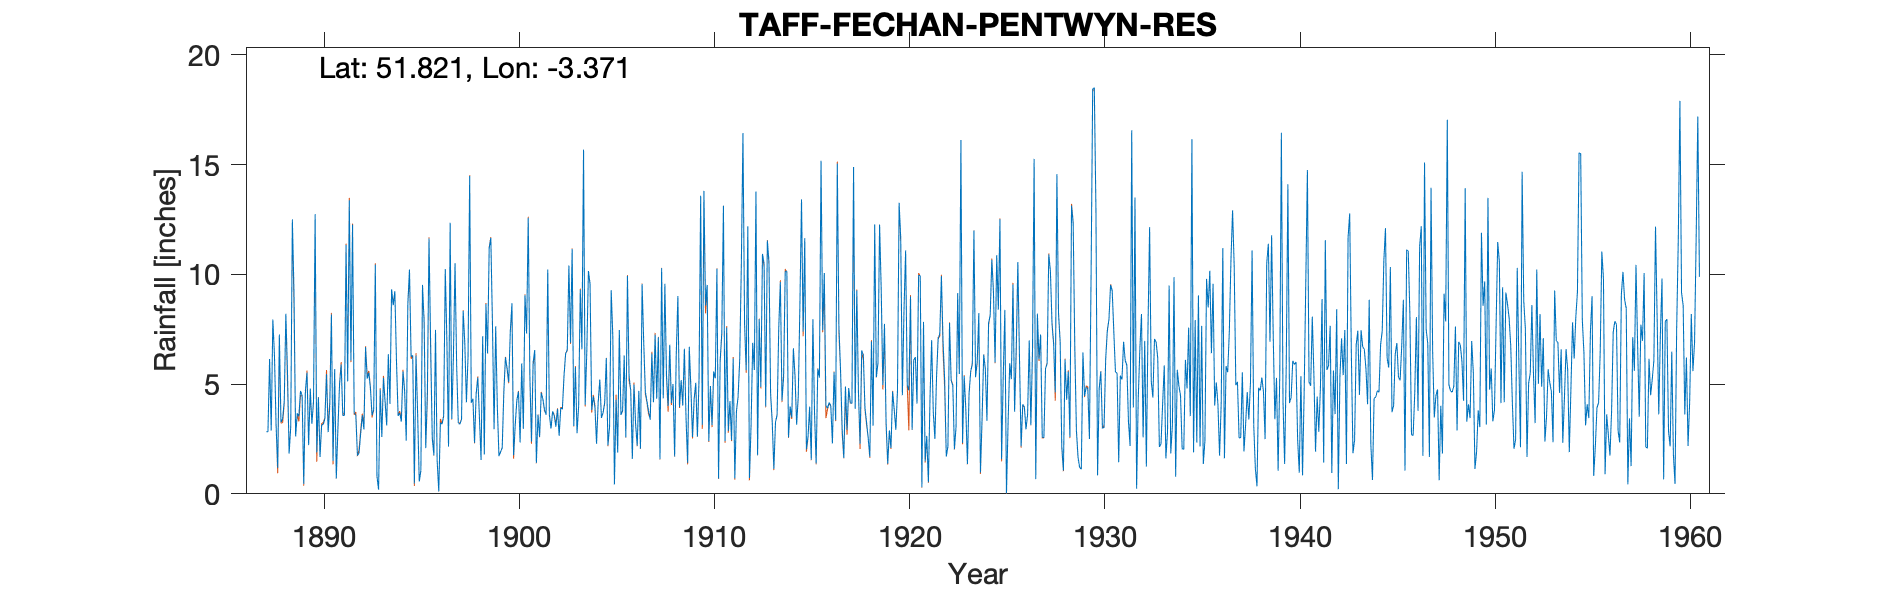 TAFF-FECHAN-PENTWYN-RES
Lat: 51.821, Lon: -3.371
20
15
10
5
0
Rainfall [inches]
1890 1900 1910 1920 1930 1940 1950 1960
Year